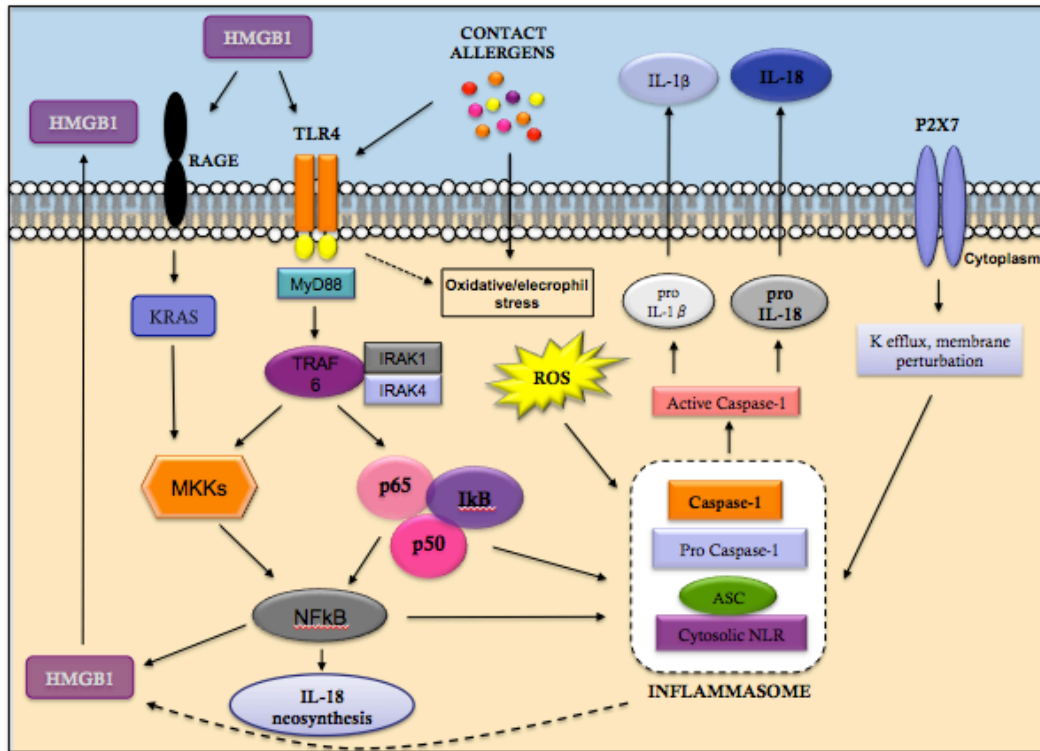 HMGB1
CONTACT
ALLERGENS
IL-1β
IL-18
HMGB1
TLR4
P2X7
RAGE
Cytoplasm
MyD88
Oxidative/elecrophil
stress
pro
IL-1 β
pro
IL-18
KRAS
K efflux, membrane
perturbation
TRAF
6
IRAK1
IRAK4
ROS
Active Caspase-1
MKKs
p65
IkB
p50
Caspase-1
Pro Caspase-1
ASC
Cytosolic NLR
NFkB
HMGB1
INFLAMMASOME
IL-18
neosynthesis